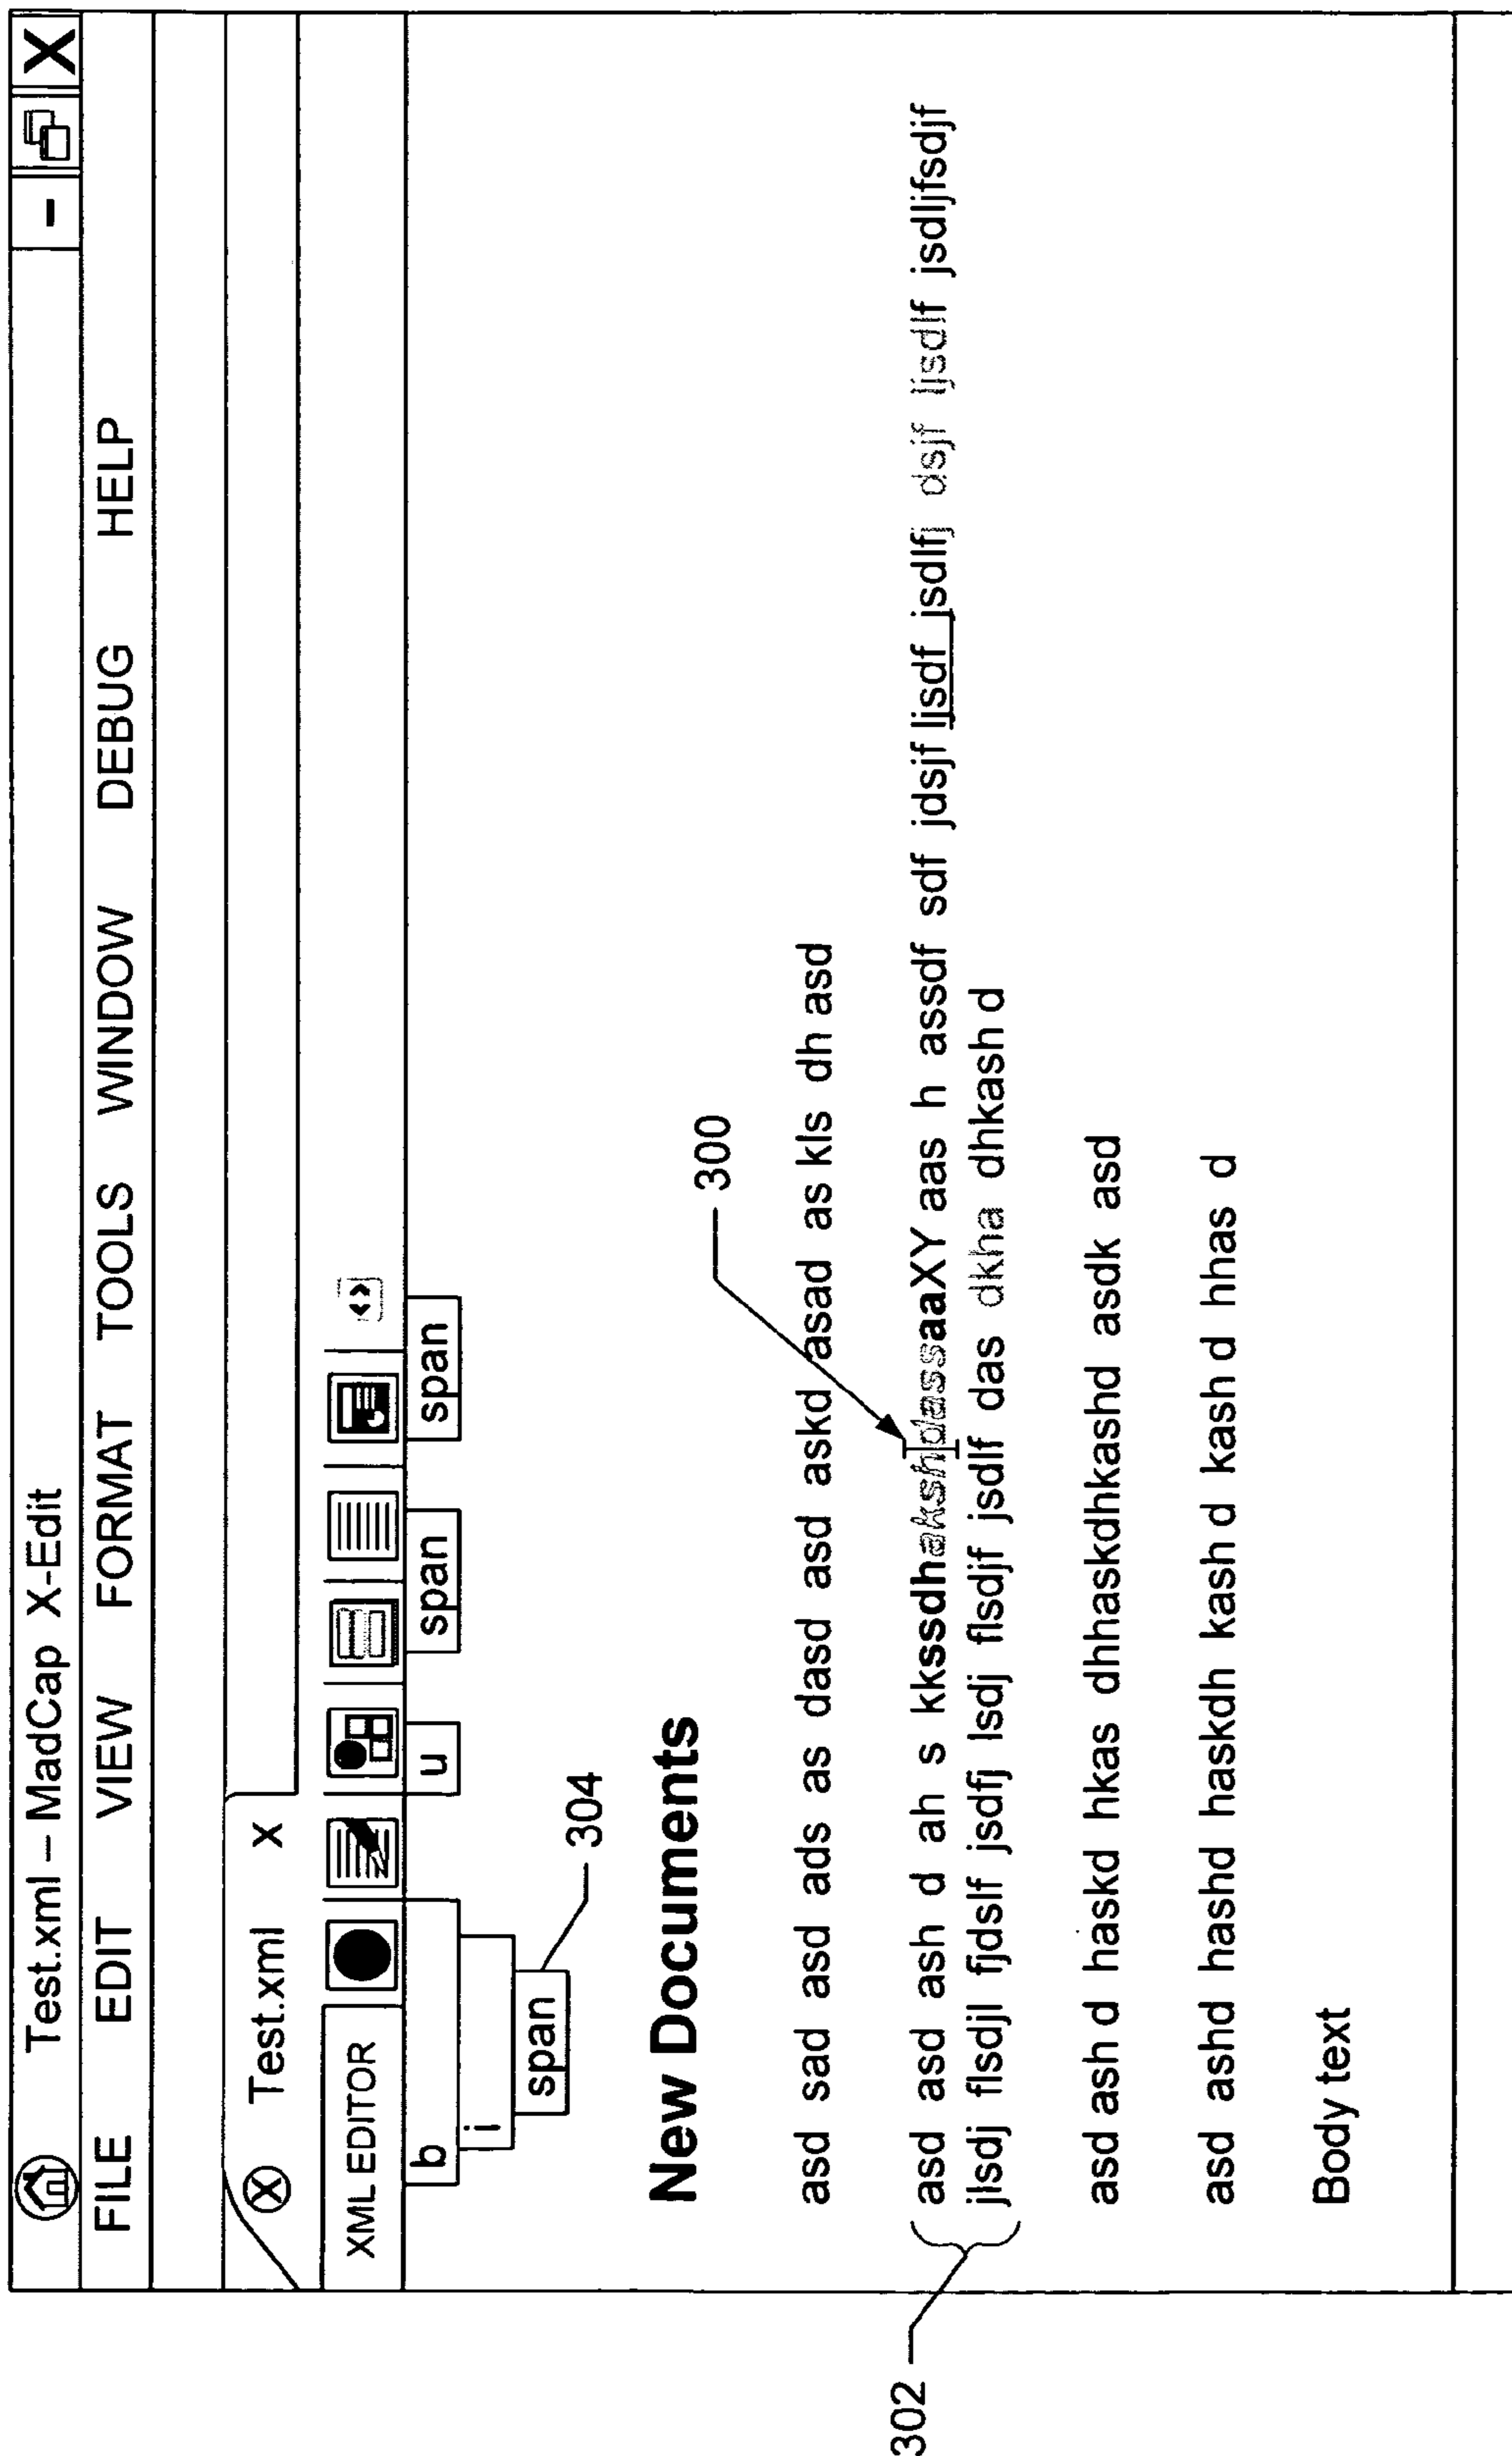 Test.xml – MadCap X-Edit – X
FILE EDIT VIEW FORMAT TOOLS WINDOW DEBUG HELP
X Test.xml X
XML EDITOR <>
b u span span
i
span 304
New Documents
300
asd sad asd ads as dasd asd askd asad as kls dh asd
302
asd asd ash d ah s kkssdhakshdassaaXY aas h assdf sdf jdsjf ljsdf jsdlfj dsjf ljsdlf jsdljfsdjf
jlsdj flsdjl fjdslf jsdfj lsdj flsdjf jsdlf das dkha dhkash d
asd ash d haskd hkas dhhaskdhkashd asdk asd
asd ashd hashd haskdh kash d kash d hhas d
Body text